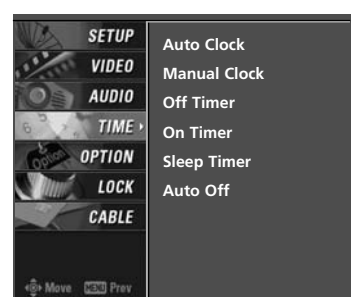 SETUP
VIDEO
AUDIO
TIME
OPTION
LOCK
CABLE
Move MENU Prev
Auto Clock
Manual Clock
Off Timer
On Timer
Sleep Timer
Auto Off